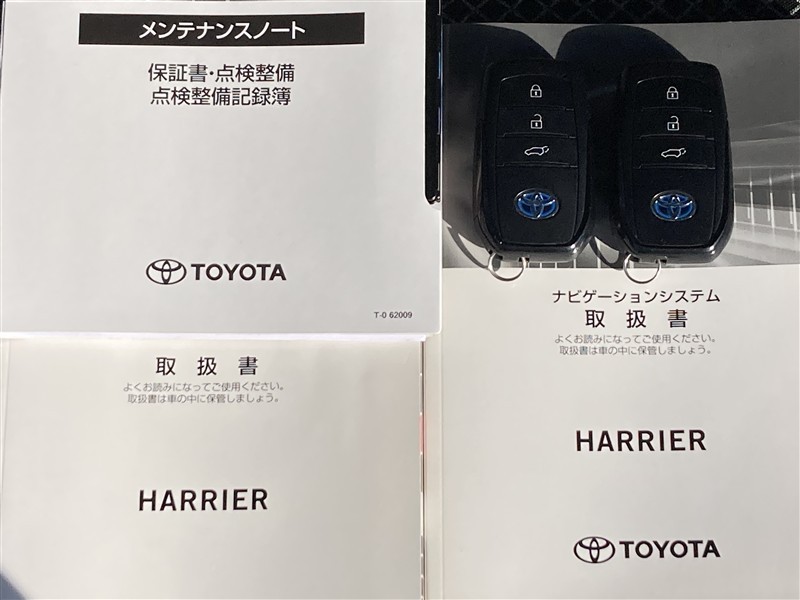 メンテナンスノート
保証書・点検整備
点検整備記録簿
TOYOTA
T-0 62009
取扱書
よくお読みになってご使用ください。
取扱書は車の中に保管しましょう。
HARRIER
ナビゲーションシステム
取扱書
よくお読みになってご使用ください。
取扱書は車の中に保管しましょう。
HARRIER
TOYOTA